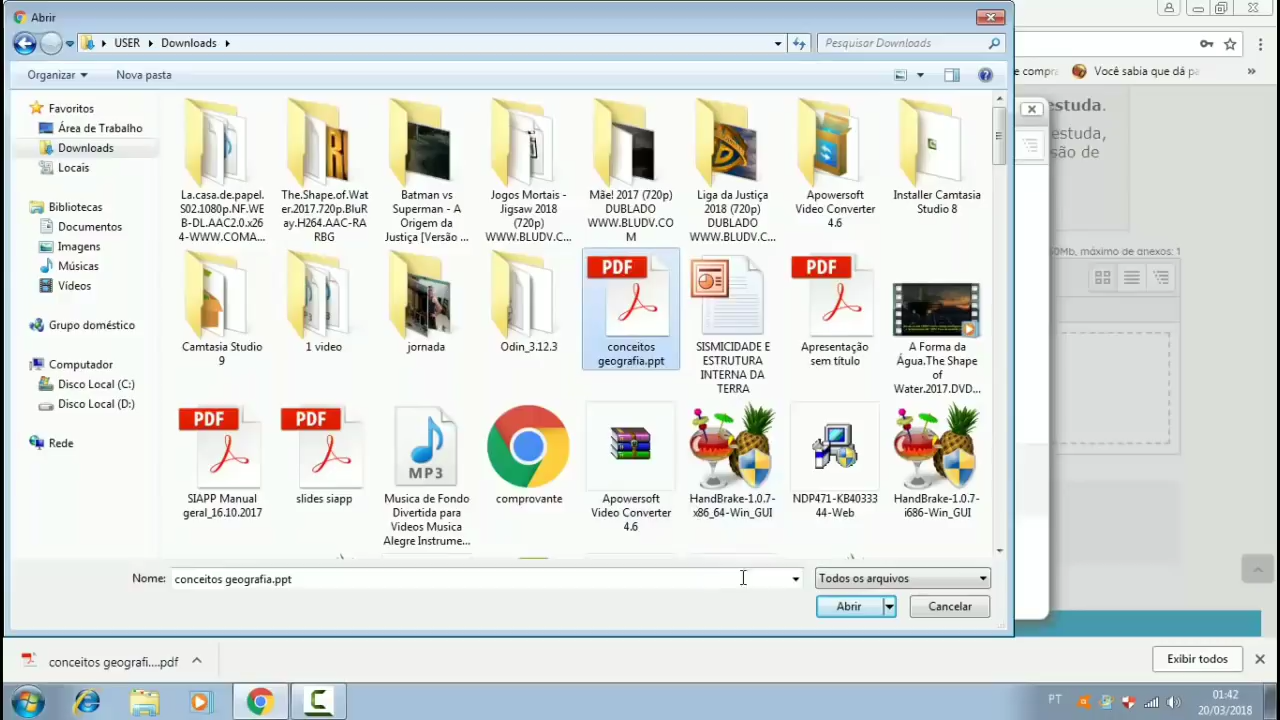 Abrir
USER
Downloads
Pesquisar Downloads
Organizar
Nova pasta
Favoritos
Área de Trabalho
Downloads
Locais
Bibliotecas
Documentos
Imagens
Músicas
Vídeos
Grupo doméstico
Computador
Disco Local (C:)
Disco Local (D:)
Rede
La.casa.de.papel.
S02.1080p.NF.WE
B-DL.AAC2.0.x26
4-WWW.COMA...
The.Shape.of.Wat
er.2017.720p.BluR
ay.H264.AAC-RA
RBG
Batman vs
Superman - A
Origem da
Justiça [Versão ...
Jogos Mortais -
Jigsaw 2018
(720p)
WWW.BLUDV.C...
Mãe! 2017 (720p)
DUBLADO
WWW.BLUDV.CO
M
Liga da Justiça
2018 (720p)
DUBLADO
WWW.BLUDV.C...
Apowersoft
Video Converter
4.6
Installer Camtasia
Studio 8
Camtasia Studio
9
1 video
jornada
Odin_3.12.3
PDF
conceitos
geografia.ppt
SISMICIDADE E
ESTRUTURA
INTERNA DA
TERRA
PDF
Apresentação
sem título
A Forma da
Água.The Shape
of
Water.2017.DVD...
PDF
SIAPP Manual
geral_16.10.2017
PDF
slides siapp
MP3
Musica de Fondo
Divertida para
Videos Musica
Alegre Instrume...
comprovante
Apowersoft
Video Converter
4.6
HandBrake-1.0.7-
x86_64-Win_GUI
NDP471-KB40333
44-Web
HandBrake-1.0.7-
i686-Win_GUI
Nome:
conceitos geografia.ppt
Todos os arquivos
Abrir
Cancelar
e compra
Você sabia que dá pa
estuda.
estuda,
são de
50Mb, máximo de anexos: 1
conceitos geografi....pdf
Exibir todos
PT
01:42
20/03/2018